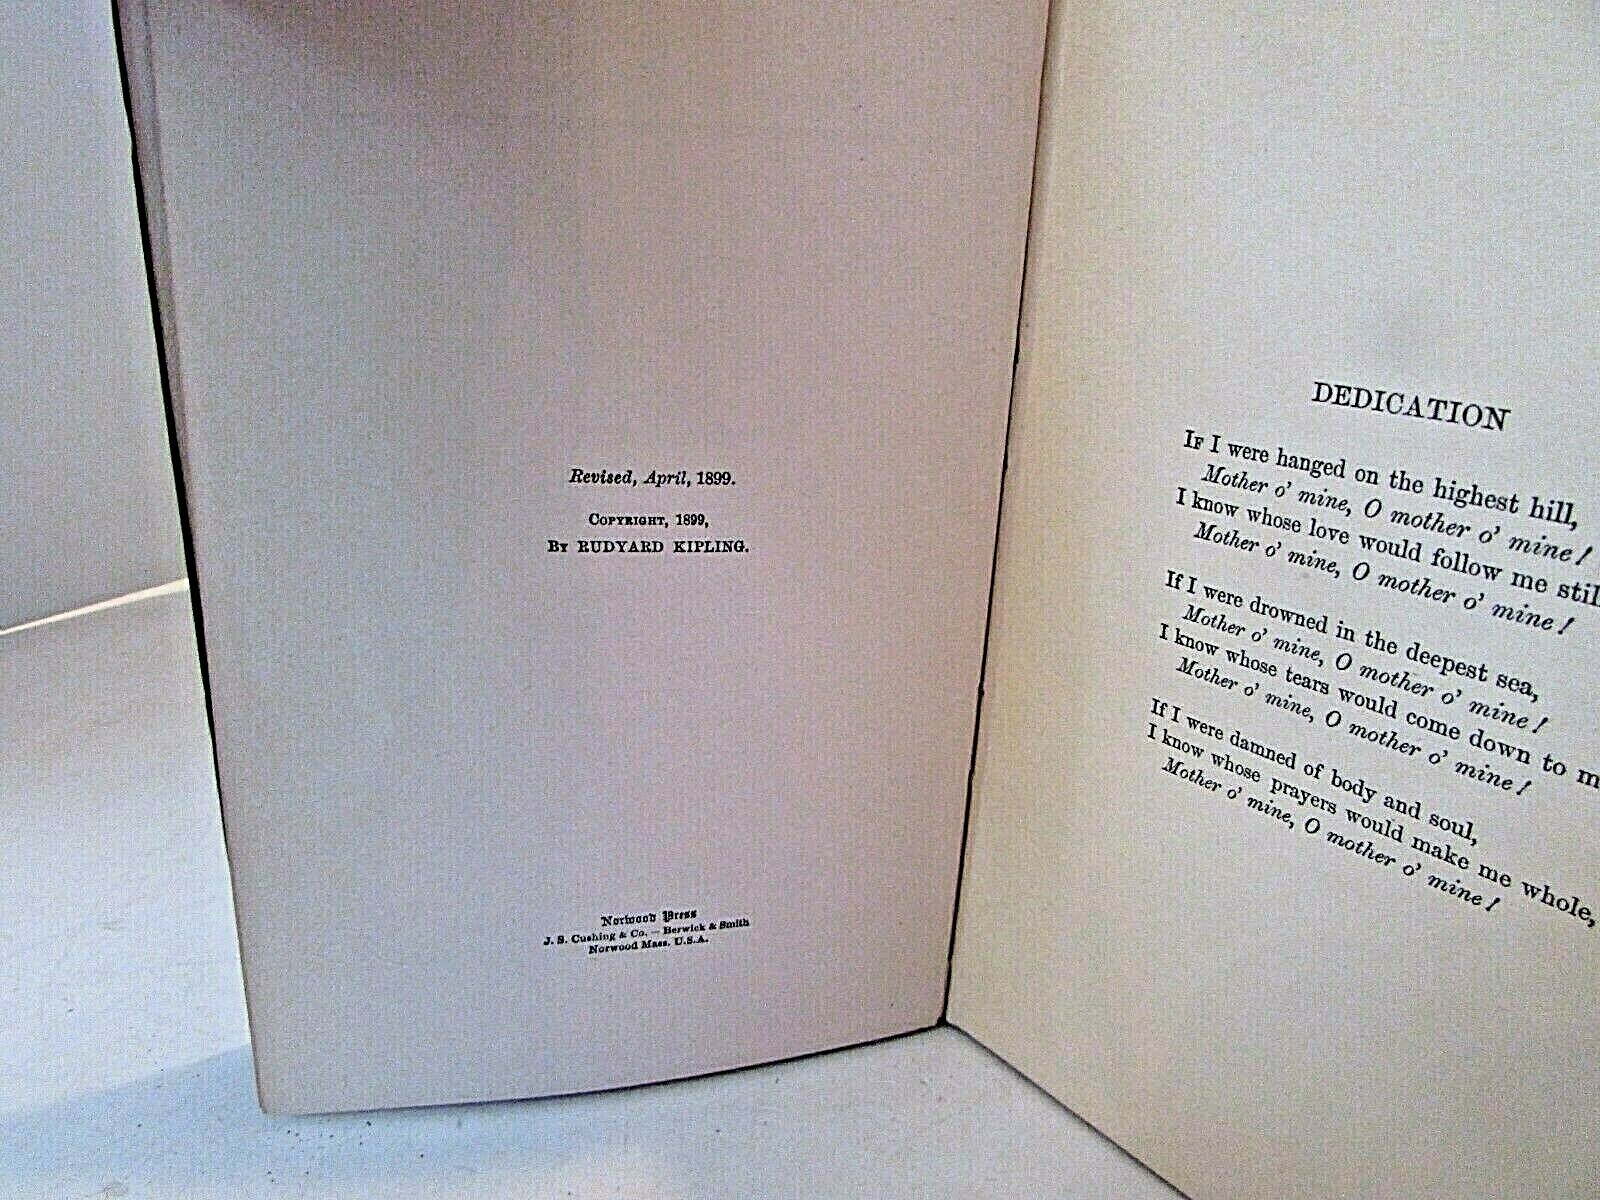 Revised, April, 1899.
COPYRIGHT, 1899,
BY RUDYARD KIPLING.
Norwood Press
J. S. Cushing & Co. — Berwick & Smith
Norwood Mass. U.S.A.
DEDICATION
IF I were hanged on the highest hill,
Mother o' mine, O mother o' mine!
I know whose love would follow me
Mother o' mine, O mother o' mine!
If I were drowned in the deepest sea,
Mother o' mine, O mother o' mine!
I know whose tears would come down to
Mother o' mine, O mother o' mine!
If I were damned of body and soul,
I know whose prayers would make me whole,
Mother o' mine, O mother o' mine!